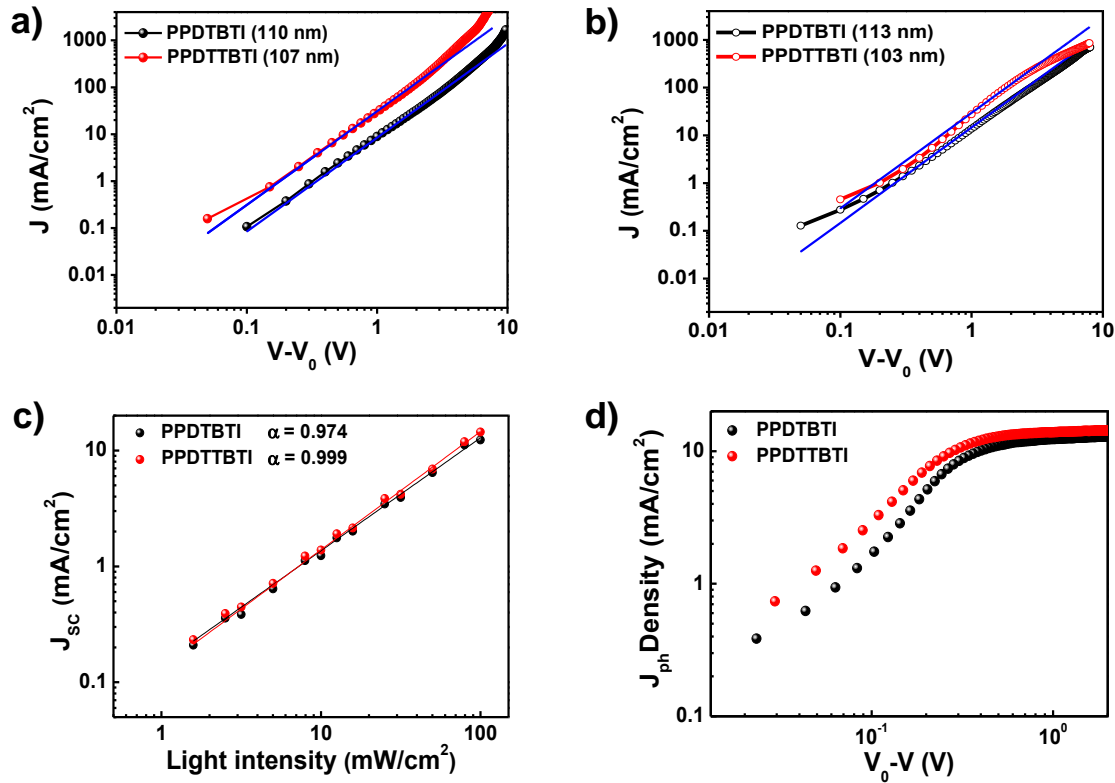 a)
PPDTBTI (110 nm)
PPDTTBTI (107 nm)
1000
100
10
1
0.1
0.01
J (mA/cm²)
0.01 0.1 1 10
V-V₀ (V)
b)
PPDTBTI (113 nm)
PPDTTBTI (103 nm)
1000
100
10
1
0.1
0.01
J (mA/cm²)
0.01 0.1 1 10
V-V₀ (V)
c)
PPDTBTI α = 0.974
PPDTTBTI α = 0.999
10
1
0.1
J_SC (mA/cm²)
1 10 100
Light intensity (mW/cm²)
d)
PPDTBTI
PPDTTBTI
10
1
0.1
J_ph Density (mA/cm²)
10⁻¹ 10⁰
V₀-V (V)